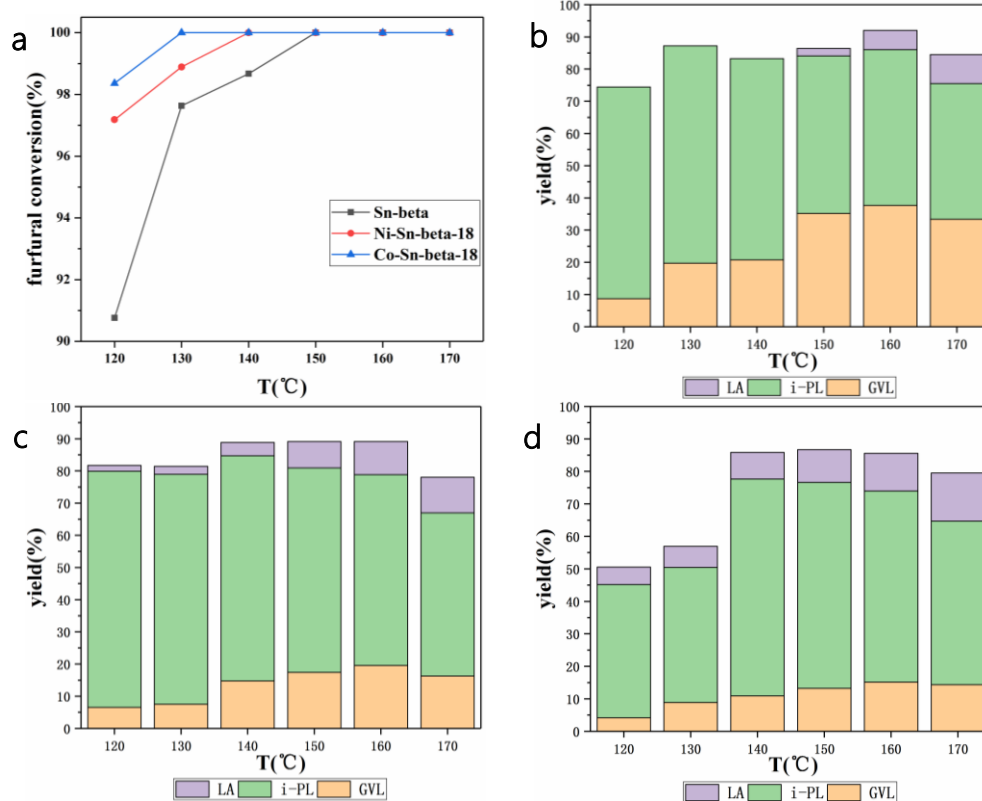 a
furfural conversion(%)
100
98
96
94
92
90
Sn-beta
Ni-Sn-beta-18
Co-Sn-beta-18
120 130 140 150 160 170
T(℃)
b
yield(%)
100
90
80
70
60
50
40
30
20
10
0
120 130 140 150 160 170
T(℃)
LA i-PL GVL
c
yield(%)
100
90
80
70
60
50
40
30
20
10
0
120 130 140 150 160 170
T(℃)
LA i-PL GVL
d
yield(%)
100
90
80
70
60
50
40
30
20
10
0
120 130 140 150 160 170
T(℃)
LA i-PL GVL